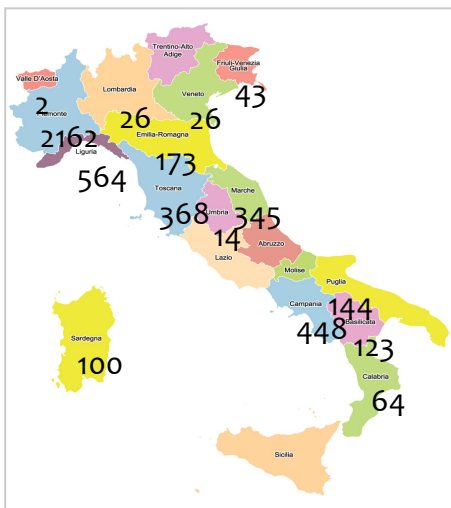 Trentino-Alto
Adige
Friuli-Venezia
Giulia
Valle D'Aosta
Lombardia
Veneto
43
2
Piemonte
26
26
Emilia-Romagna
2162
Liguria
173
564
Toscana
Marche
368
Umbria
345
14
Abruzzo
Lazio
Molise
Puglia
Campania
144
Basilicata
448
Sardegna
123
100
Calabria
64
Sicilia